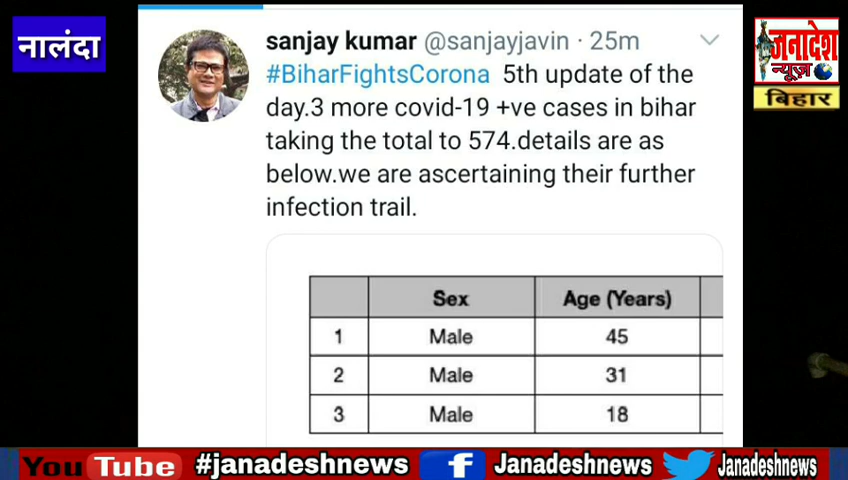 नालंदा
sanjay kumar @sanjayjavin · 25m
#BiharFightsCorona 5th update of the
day.3 more covid-19 +ve cases in bihar
taking the total to 574.details are as
below.we are ascertaining their further
infection trail.
Sex Age (Years)
1 Male 45
2 Male 31
3 Male 18
जनादेश
न्यूज़
बिहार
You Tube #janadeshnews f Janadeshnews Janadeshnews